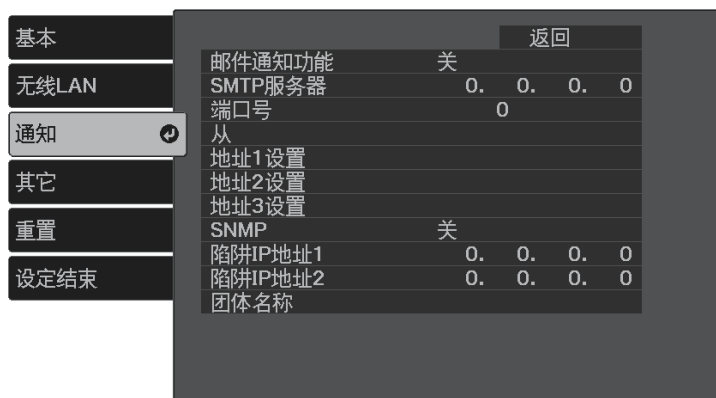 基本
无线LAN
通知
其它
重置
设定结束
返回
邮件通知功能 关
SMTP服务器 0. 0. 0. 0
端口号 0
从
地址1设置
地址2设置
地址3设置
SNMP 关
陷阱IP地址1 0. 0. 0. 0
陷阱IP地址2 0. 0. 0. 0
团体名称